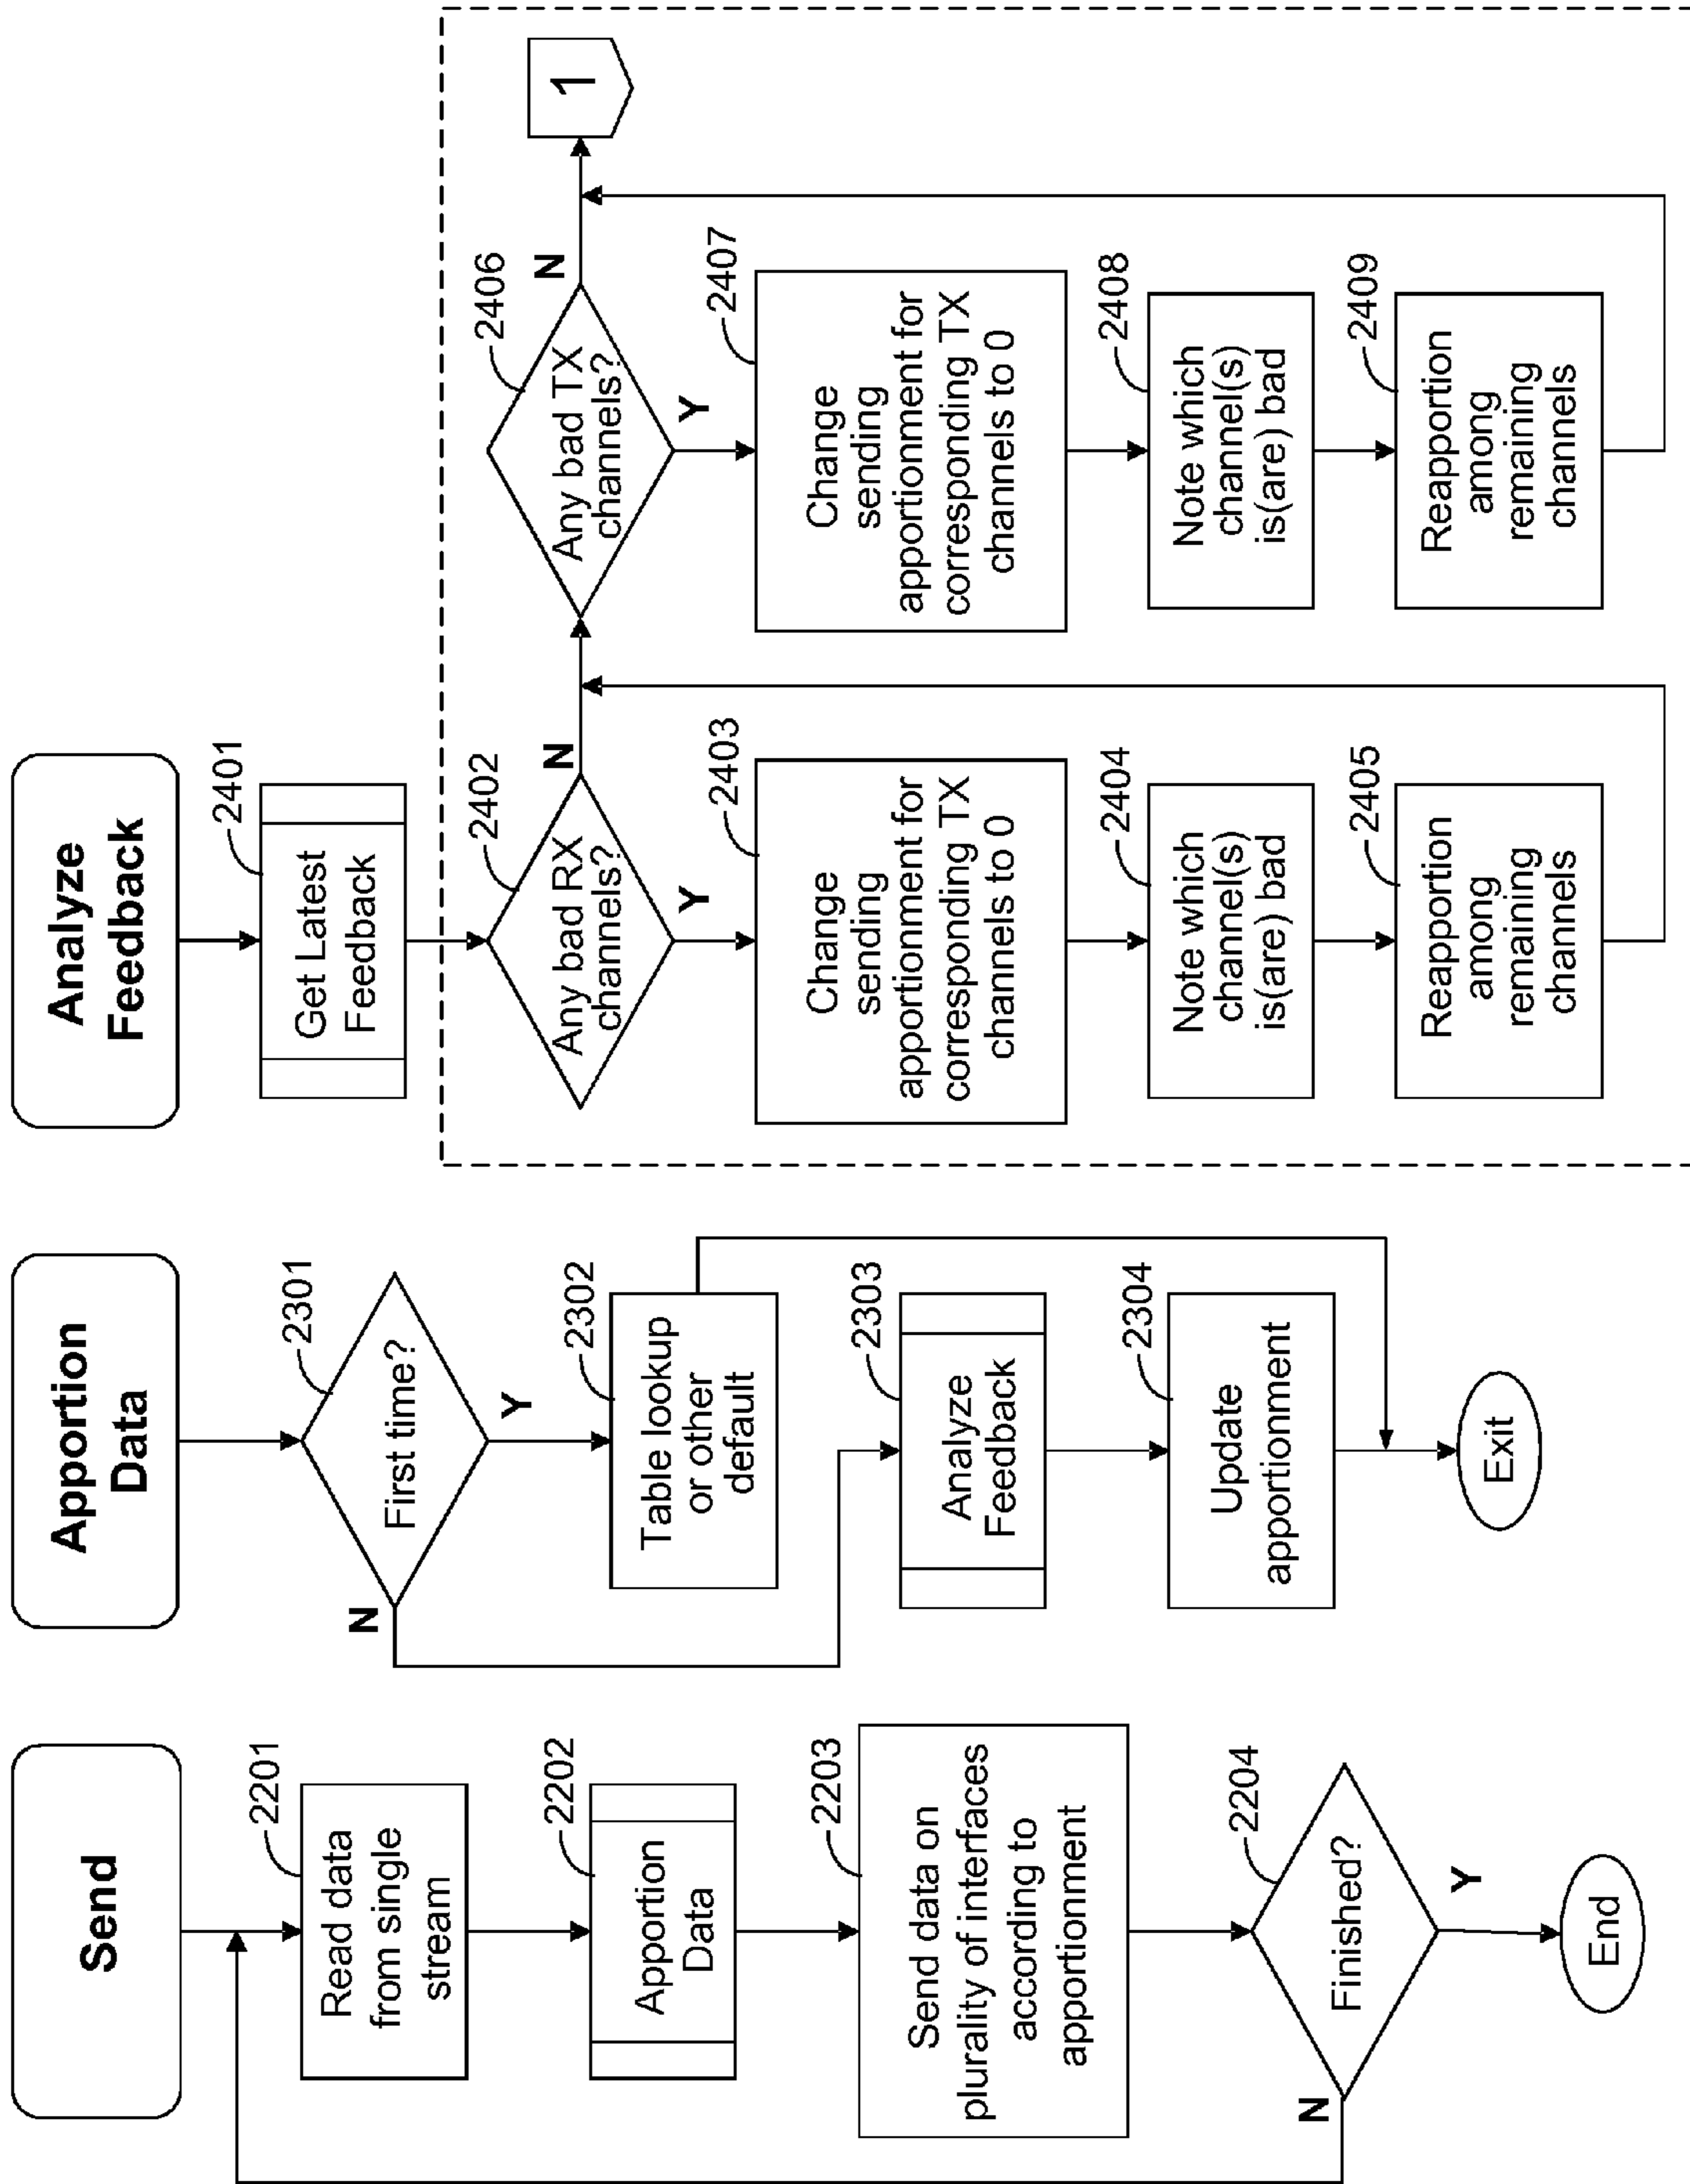 Send
2201
Read data
from single
stream
2202
Apportion
Data
2203
Send data on
plurality of interfaces
according to
apportionment
2204
Finished?
N
Y
End
Apportion
Data
2301
First time?
N
Y
2302
Table lookup
or other
default
2303
Analyze
Feedback
2304
Update
apportionment
Exit
Analyze
Feedback
2401
Get Latest
Feedback
2402
Any bad RX
channels?
N
Y
2403
Change
sending
apportionment for
corresponding TX
channels to 0
2404
Note which
channel(s)
is(are) bad
2405
Reapportion
among
remaining
channels
2406
Any bad TX
channels?
N
Y
2407
Change
sending
apportionment for
corresponding TX
channels to 0
2408
Note which
channel(s)
is(are) bad
2409
Reapportion
among
remaining
channels
1